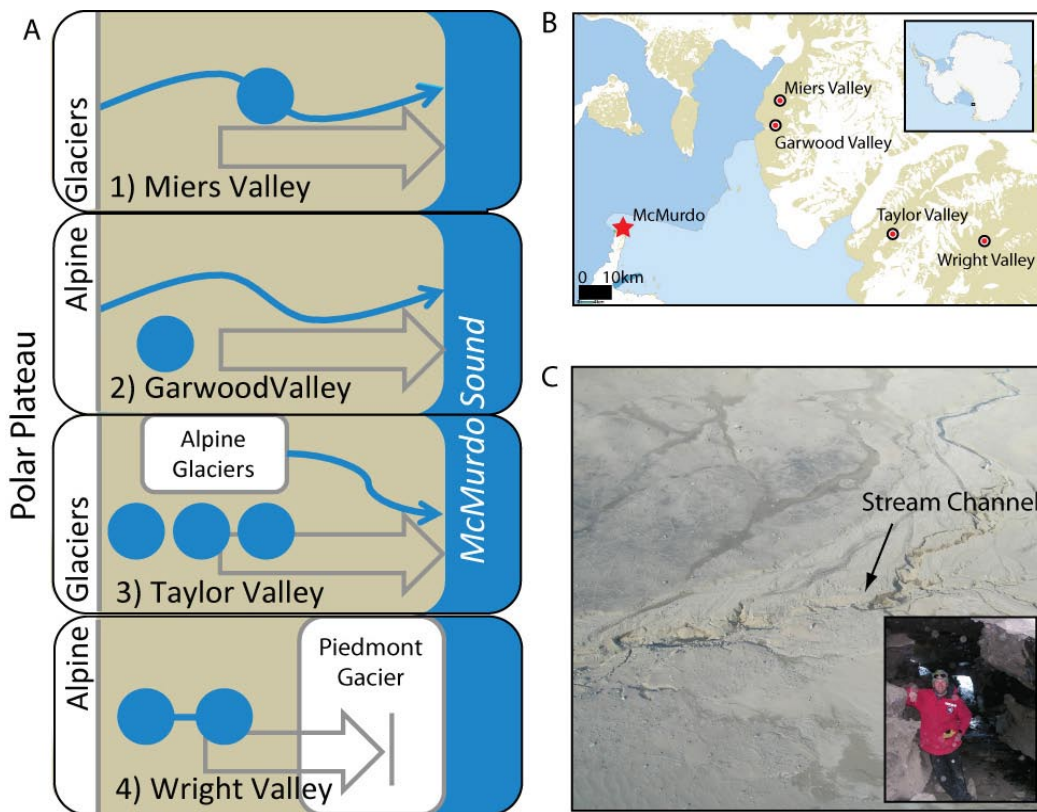 A
Polar Plateau
Glaciers
Alpine
Glaciers
Alpine
1) Miers Valley
2) GarwoodValley
Alpine
Glaciers
3) Taylor Valley
Piedmont
Gacier
4) Wright Valley
McMurdo Sound
B
Miers Valley
Garwood Valley
McMurdo
Taylor Valley
Wright Valley
0 10km
C
Stream Channel